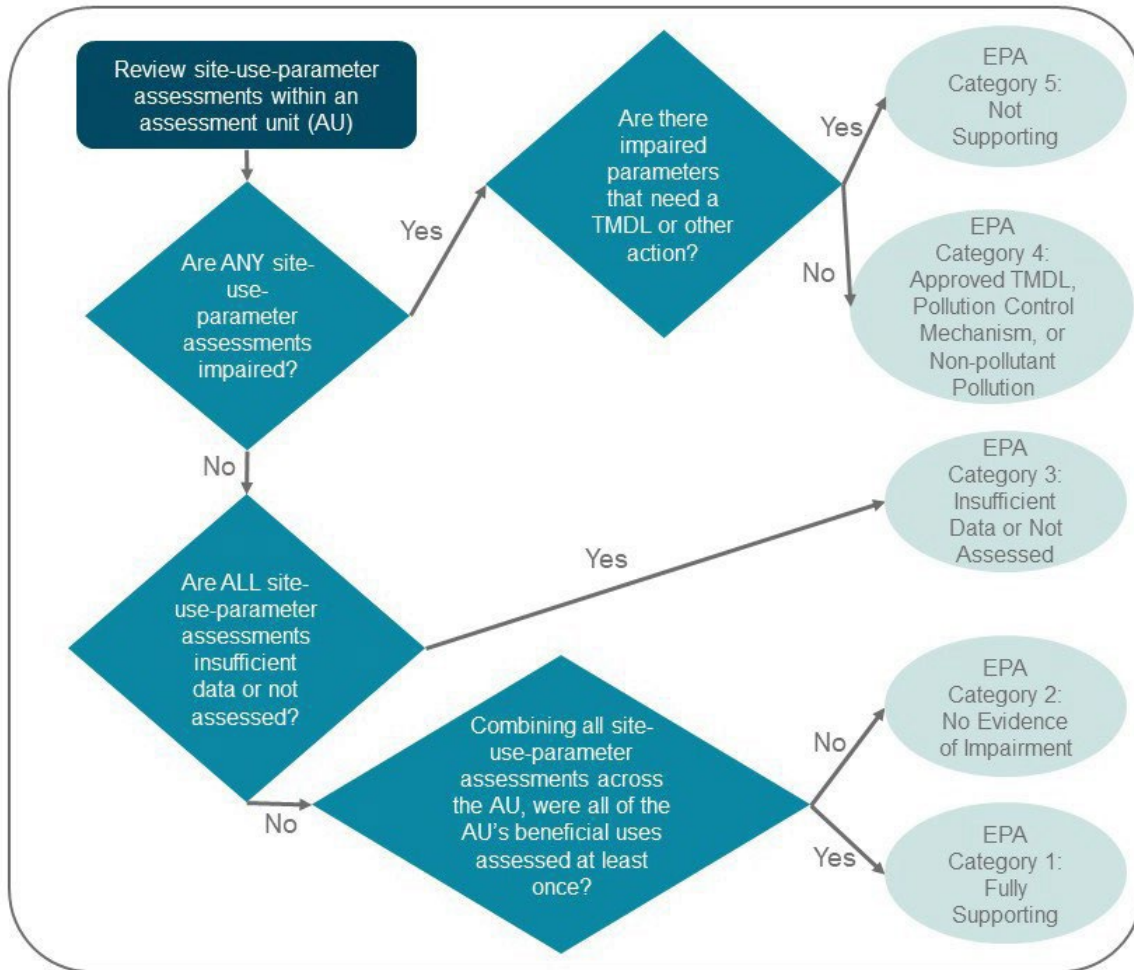 Review site-use-parameter
assessments within an
assessment unit (AU)
Are ANY site-
use-
parameter
assessments
impaired?
Yes
Are there
impaired
parameters
that need a
TMDL or other
action?
Yes
EPA
Category 5:
Not
Supporting
No
EPA
Category 4:
Approved TMDL,
Pollution Control
Mechanism, or
Non-pollutant
Pollution
No
Are ALL site-
use-parameter
assessments
insufficient
data or not
assessed?
Yes
EPA
Category 3:
Insufficient
Data or Not
Assessed
No
Combining all site-
use-parameter
assessments across
the AU, were all of the
AU’s beneficial uses
assessed at least
once?
No
EPA
Category 2:
No Evidence
of Impairment
Yes
EPA
Category 1:
Fully
Supporting